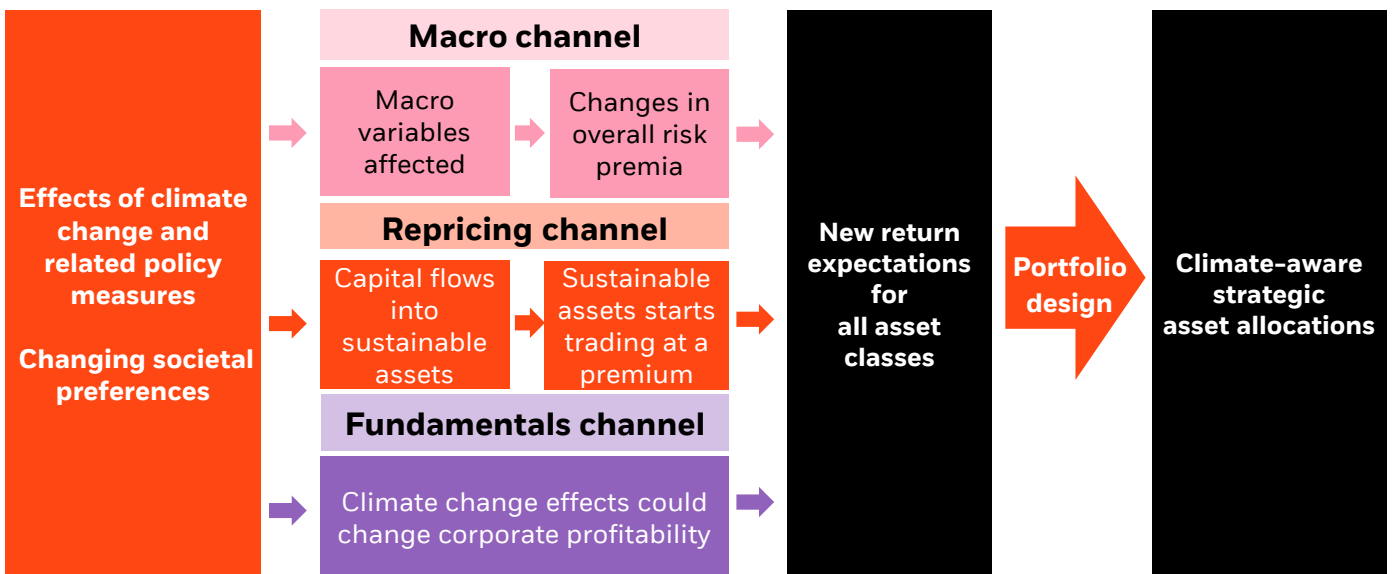 Effects of climate
change and
related policy
measures
Changing societal
preferences
Macro channel
Macro
variables
affected
Changes in
overall risk
premia
Repricing channel
Capital flows
into
sustainable
assets
Sustainable
assets starts
trading at a
premium
Fundamentals channel
Climate change effects could
change corporate profitability
New return
expectations
for
all asset
classes
Portfolio
design
Climate-aware
strategic
asset allocations